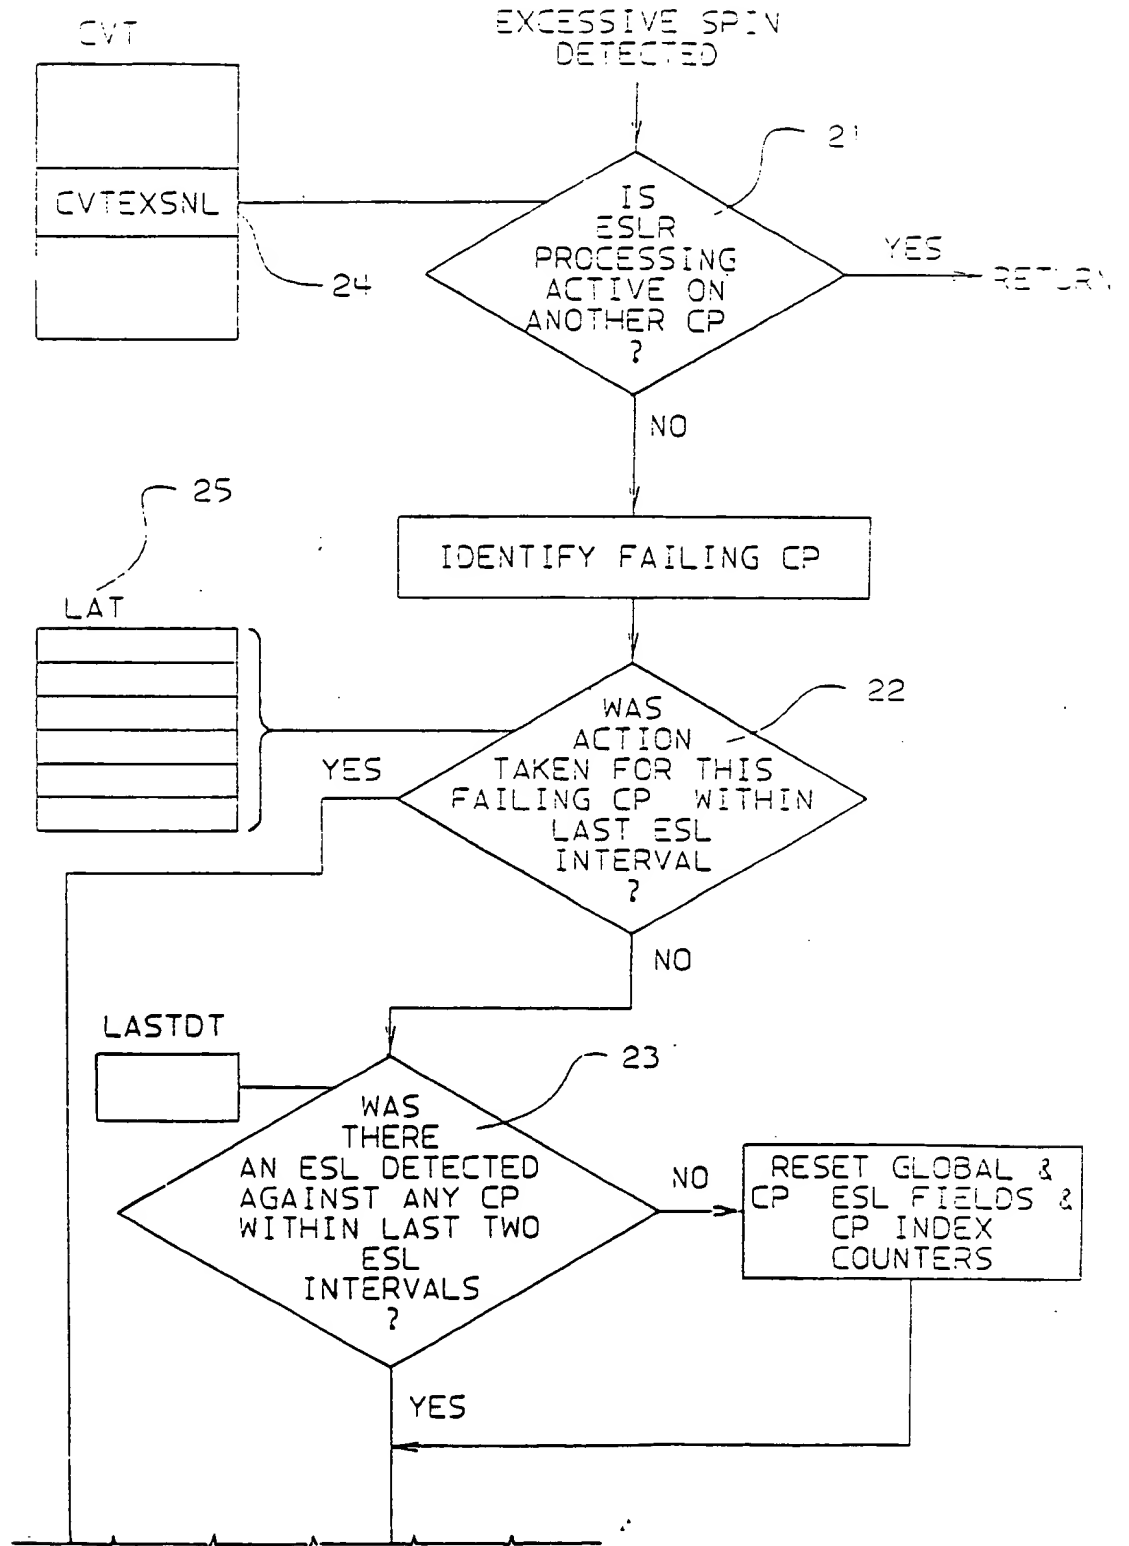 CVT
EXCESSIVE SPIN
DETECTED
21
CVTEXSNL
24
IS
ESLR
PROCESSING
ACTIVE ON
ANOTHER CP
?
YES
RETURN
NO
25
IDENTIFY FAILING CP
LAT
22
WAS
ACTION
TAKEN FOR THIS
FAILING CP WITHIN
LAST ESL
INTERVAL
?
YES
NO
LASTDT
23
WAS
THERE
AN ESL DETECTED
AGAINST ANY CP
WITHIN LAST TWO
ESL
INTERVALS
?
NO
RESET GLOBAL &
CP ESL FIELDS &
CP INDEX
COUNTERS
YES